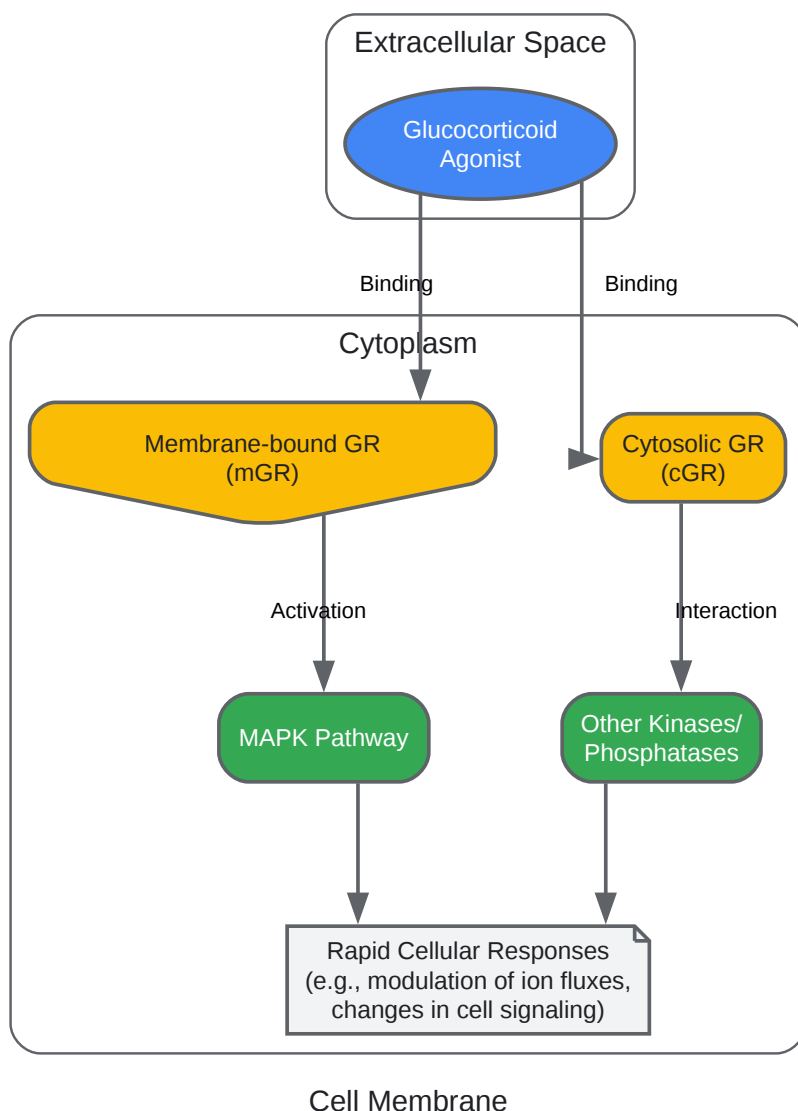 Extracellular Space
Glucocorticoid
Agonist
Binding
Binding
Cytoplasm
Membrane-bound GR
(mGR)
Cytosolic GR
(cGR)
Activation
Interaction
MAPK Pathway
Other Kinases/
Phosphatases
Rapid Cellular Responses
(e.g., modulation of ion fluxes,
changes in cell signaling)
Cell Membrane